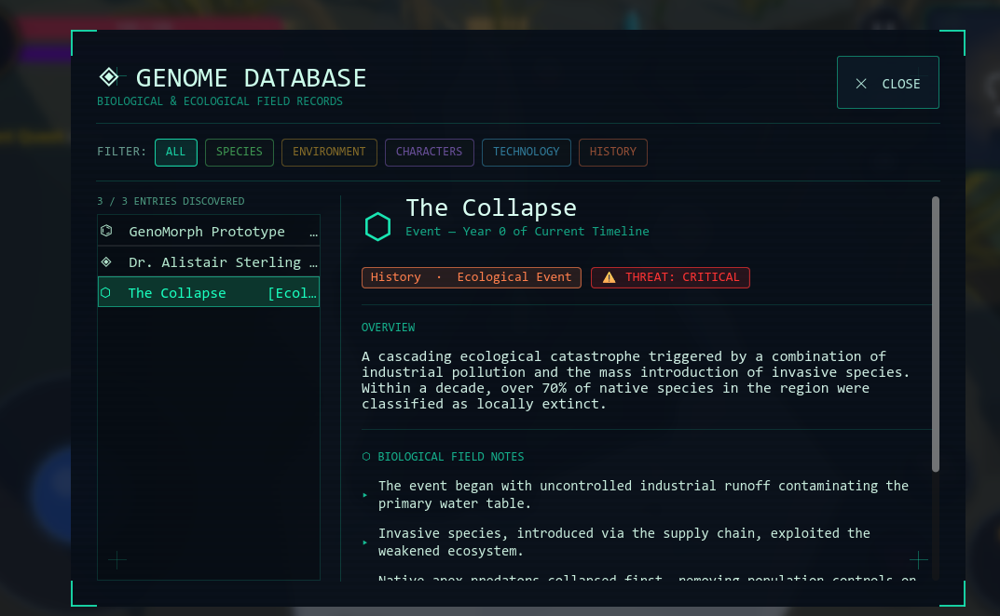 GENOME DATABASE
BIOLOGICAL & ECOLOGICAL FIELD RECORDS
CLOSE
FILTER: ALL SPECIES ENVIRONMENT CHARACTERS TECHNOLOGY HISTORY
3 / 3 ENTRIES DISCOVERED
GenoMorph Prototype …
Dr. Alistair Sterling …
The Collapse [Ecol…
The Collapse
Event — Year 0 of Current Timeline
History · Ecological Event
THREAT: CRITICAL
OVERVIEW
A cascading ecological catastrophe triggered by a combination of
industrial pollution and the mass introduction of invasive species.
Within a decade, over 70% of native species in the region were
classified as locally extinct.
BIOLOGICAL FIELD NOTES
The event began with uncontrolled industrial runoff contaminating the
primary water table.
Invasive species, introduced via the supply chain, exploited the
weakened ecosystem.
Native apex predators collapsed first, removing population controls on